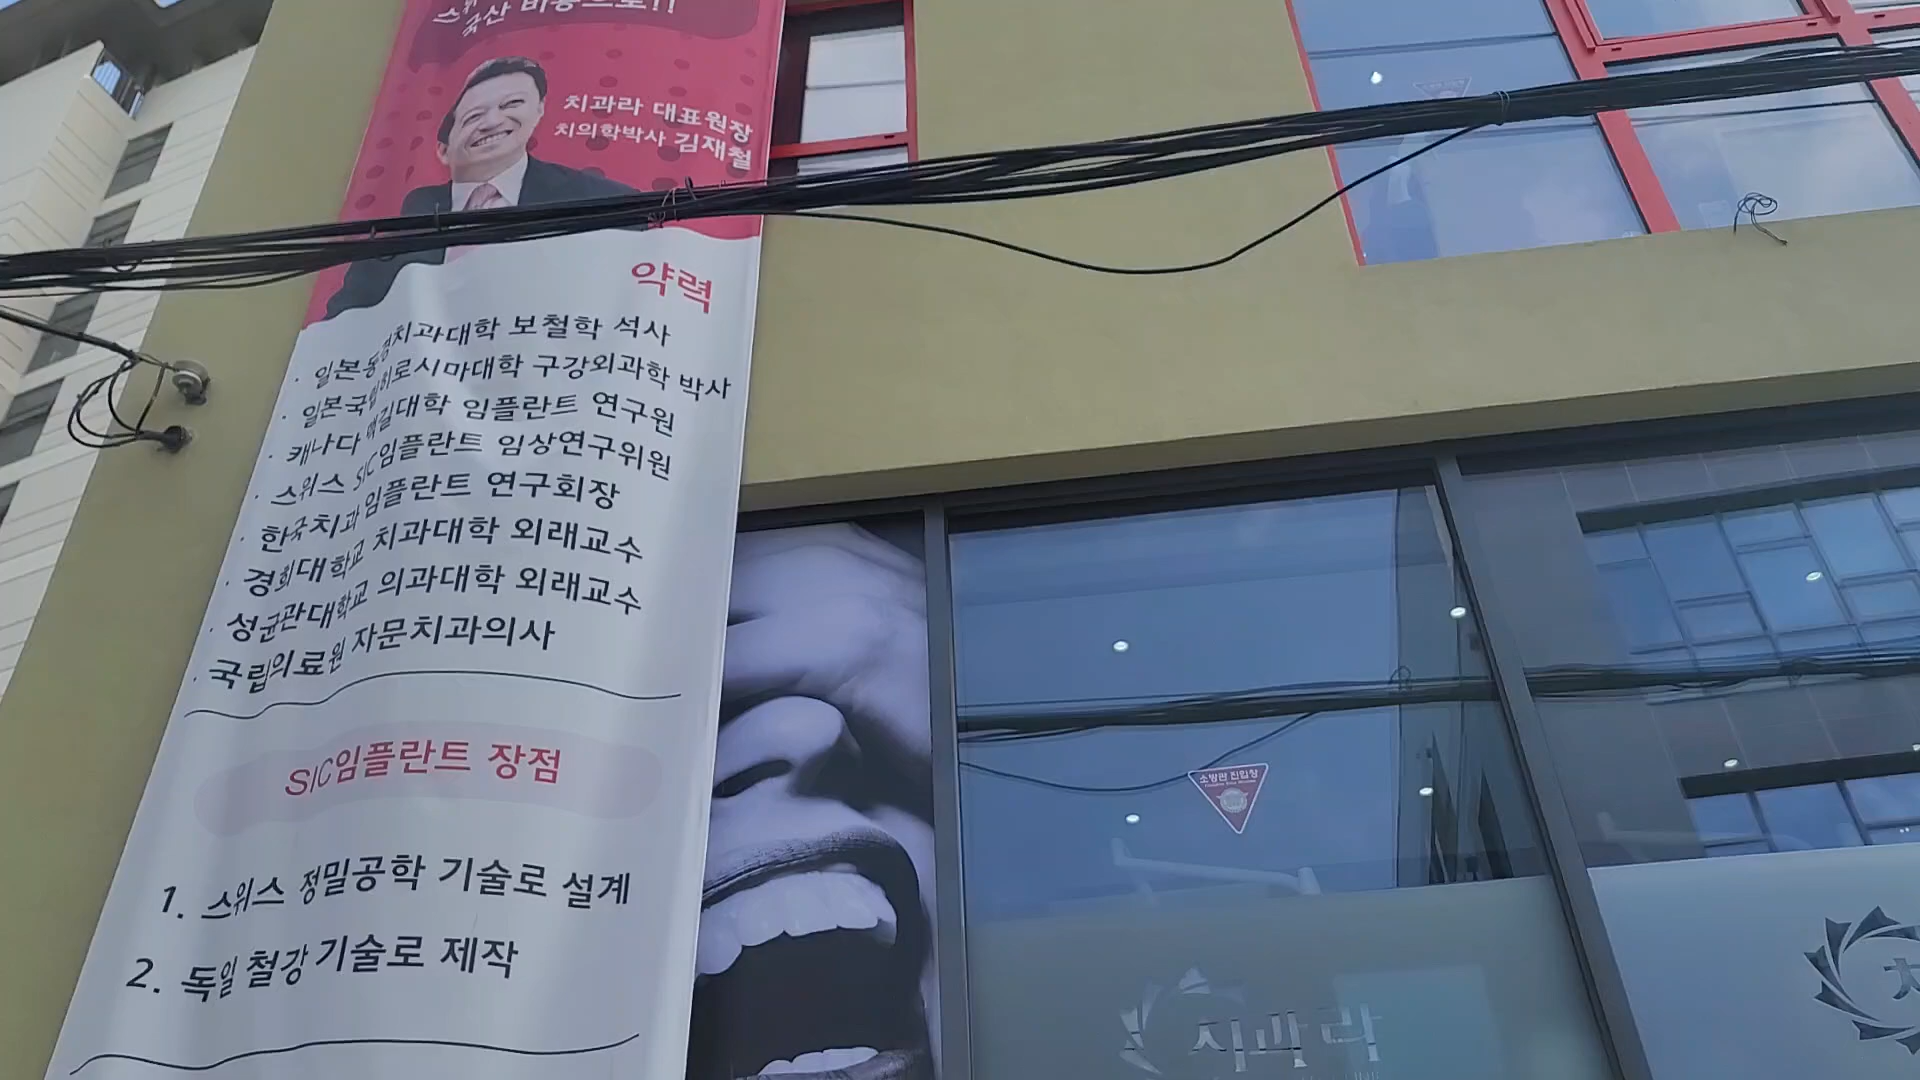 국산 비용으로!!
치과라 대표원장
치의학박사 김재철
약력
· 일본동경치과대학 보철학 석사
· 일본국립히로시마대학 구강외과학 박사
· 캐나다 맥길대학 임플란트 연구원
· 스위스 SIC임플란트 임상연구위원
· 한국치과임플란트 연구회장
· 경희대학교 치과대학 외래교수
· 성균관대학교 의과대학 외래교수
· 국립의료원 자문치과의사
SIC임플란트 장점
1. 스위스 정밀공학 기술로 설계
2. 독일 철강 기술로 제작
소방관 진입창
치과라
치